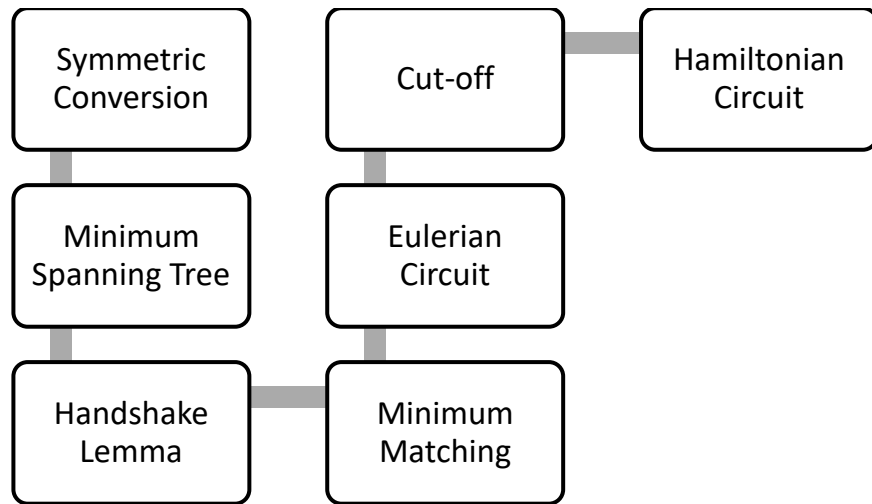 Symmetric
Conversion
Minimum
Spanning Tree
Handshake
Lemma
Minimum
Matching
Eulerian
Circuit
Cut-off
Hamiltonian
Circuit